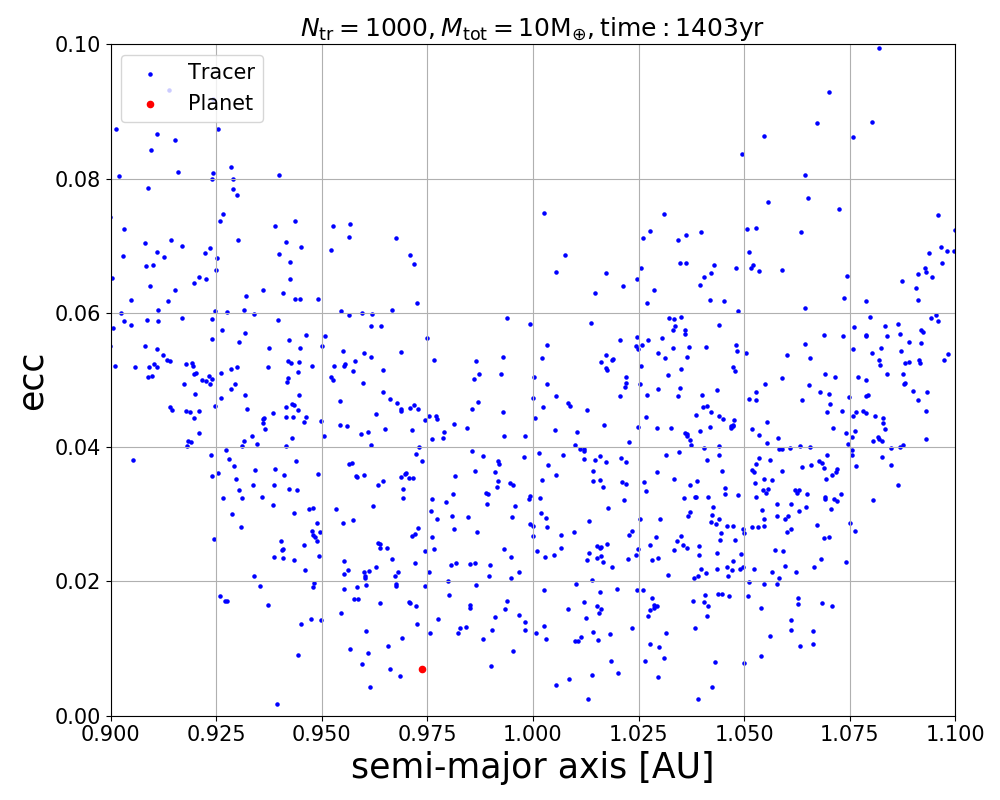 N_tr = 1000, M_tot = 10M_⊕, time : 1403yr
0.10
0.08
0.06
0.04
0.02
0.00
ecc
Tracer
Planet
0.900 0.925 0.950 0.975 1.000 1.025 1.050 1.075 1.100
semi-major axis [AU]